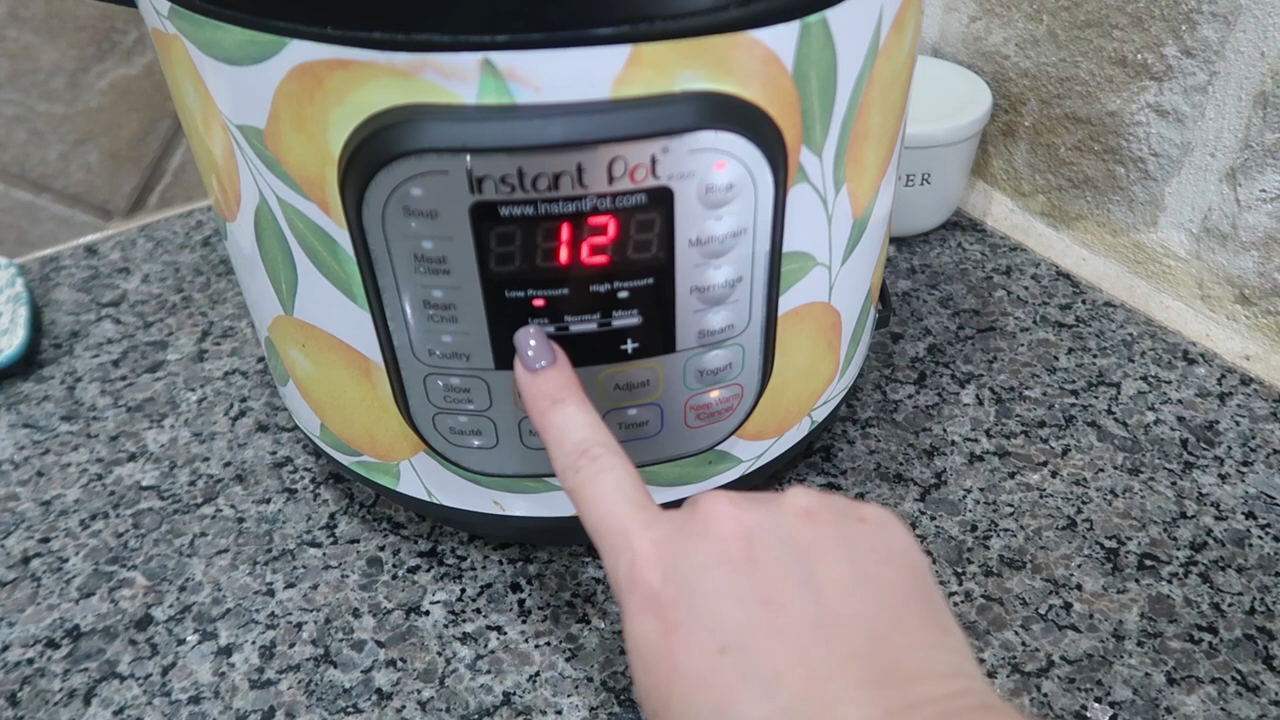 Instant Pot
www.InstantPot.com
12
Low Pressure
High Pressure
Less
Normal
More
+
Soup
Meat
/Stew
Bean
/Chili
Poultry
Slow
Cook
Sauté
Adjust
Timer
Rice
Multigrain
Porridge
Steam
Yogurt
Keep Warm
/Cancel
PER